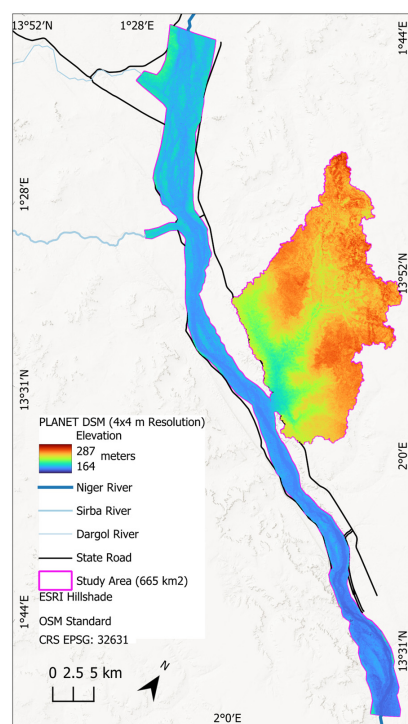 13°52′N
1°28′E
1°44′E
1°28′E
13°52′N
13°31′N
PLANET DSM (4x4 m Resolution)
Elevation
287
meters
164
Niger River
Sirba River
Dargol River
State Road
Study Area (665 km2)
ESRI Hillshade
OSM Standard
CRS EPSG: 32631
2°0′E
1°44′E
13°31′N
0 2.5 5 km
N
2°0′E